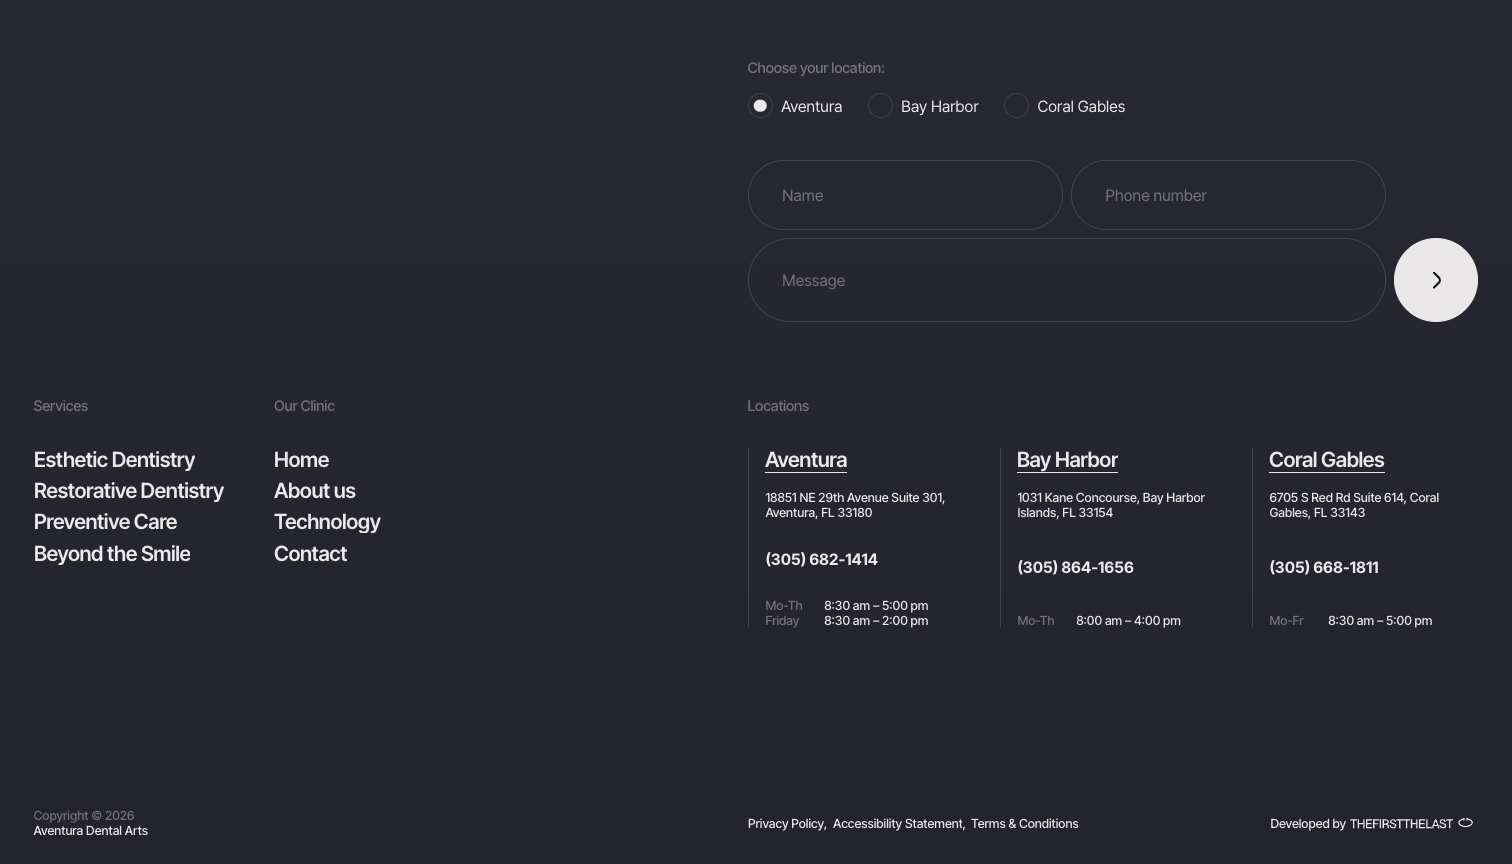 Choose your location:
Aventura
Bay Harbor
Coral Gables
Name
Phone number
Message
Services
Esthetic Dentistry
Restorative Dentistry
Preventive Care
Beyond the Smile
Our Clinic
Home
About us
Technology
Contact
Locations
Aventura
18851 NE 29th Avenue Suite 301,
Aventura, FL 33180
(305) 682-1414
Mo-Th 8:30 am – 5:00 pm
Friday 8:30 am – 2:00 pm
Bay Harbor
1031 Kane Concourse, Bay Harbor
Islands, FL 33154
(305) 864-1656
Mo-Th 8:00 am – 4:00 pm
Coral Gables
6705 S Red Rd Suite 614, Coral
Gables, FL 33143
(305) 668-1811
Mo-Fr 8:30 am – 5:00 pm
Copyright © 2026
Aventura Dental Arts
Privacy Policy, Accessibility Statement, Terms & Conditions
Developed by THEFIRSTTHELAST